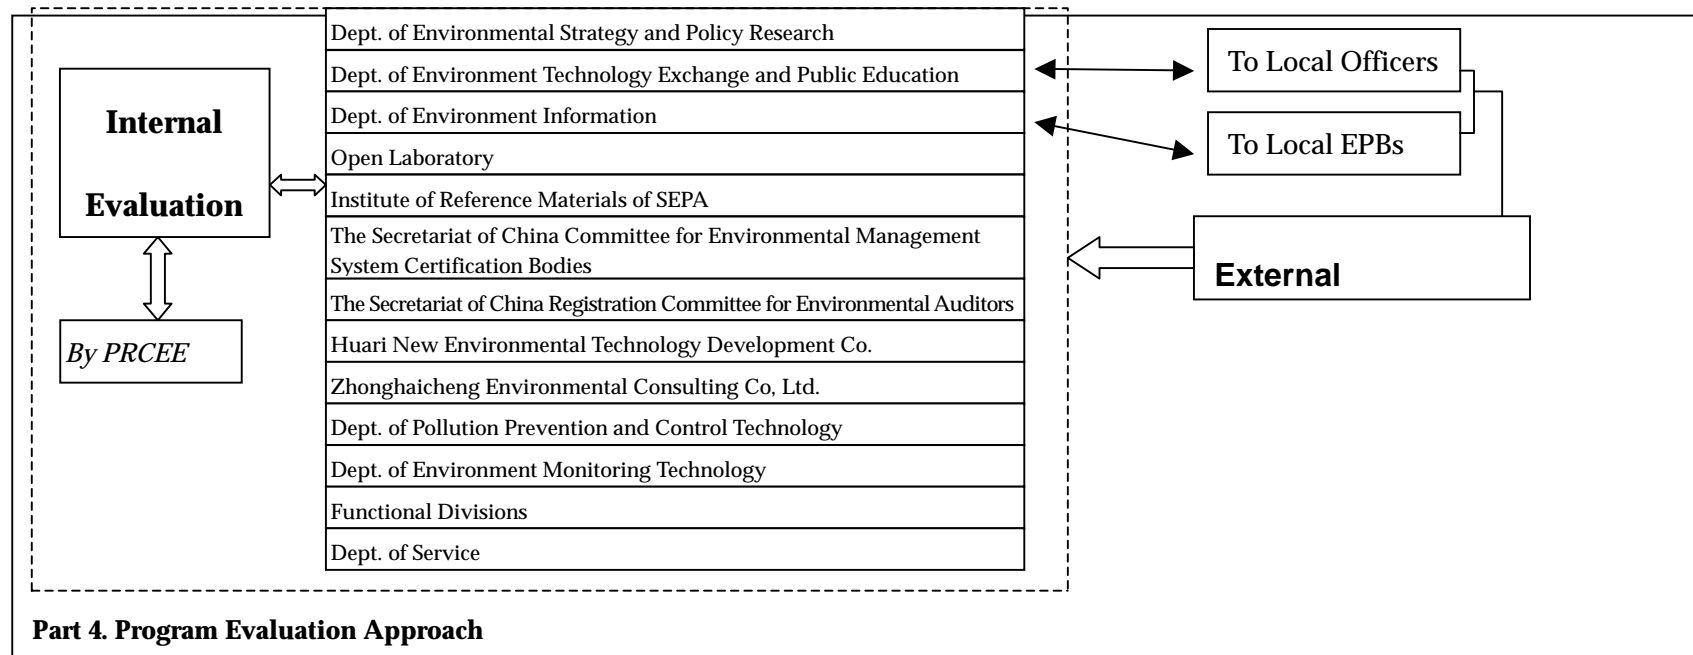 Internal
Evaluation
By PRCEE
Dept. of Environmental Strategy and Policy Research
Dept. of Environment Technology Exchange and Public Education
Dept. of Environment Information
Open Laboratory
Institute of Reference Materials of SEPA
The Secretariat of China Committee for Environmental Management
System Certification Bodies
The Secretariat of China Registration Committee for Environmental Auditors
Huari New Environmental Technology Development Co.
Zhonghaicheng Environmental Consulting Co, Ltd.
Dept. of Pollution Prevention and Control Technology
Dept. of Environment Monitoring Technology
Functional Divisions
Dept. of Service
To Local Officers
To Local EPBs
External
Part 4. Program Evaluation Approach